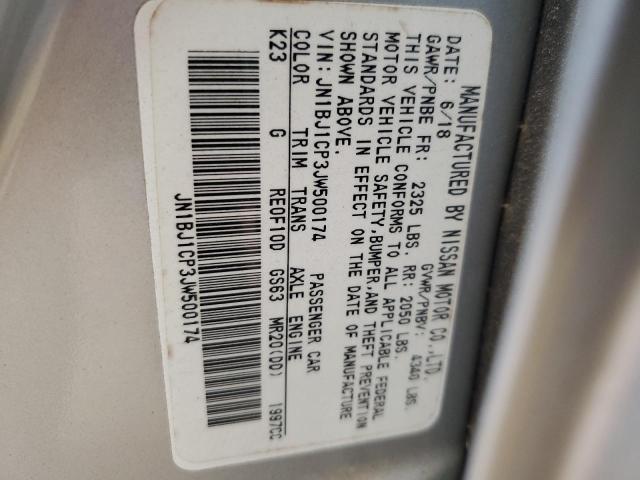 MANUFACTURED BY NISSAN MOTOR CO.,LTD.
DATE: 6/18 GVWR/PNBV: 4340 LBS.
GAWR/PNBE FR: 2325 LBS. RR: 2050 LBS.
THIS VEHICLE CONFORMS TO ALL APPLICABLE FEDERAL
MOTOR VEHICLE SAFETY,BUMPER,AND THEFT PREVENTION
STANDARDS IN EFFECT ON THE DATE OF MANUFACTURE
SHOWN ABOVE.
VIN: JN1BJ1CP3JW500174 PASSENGER CAR
COLOR TRIM TRANS AXLE ENGINE
K23 G RE0F10D GS63 MR20(DD) 1997CC
JN1BJ1CP3JW500174